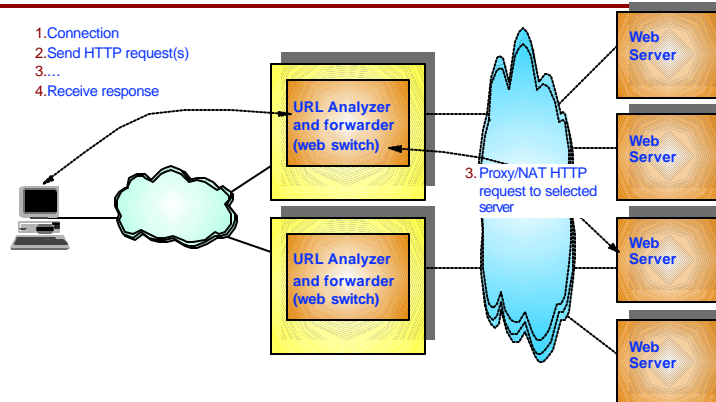 1.Connection
2.Send HTTP request(s)
3.…
4.Receive response
URL Analyzer
and forwarder
(web switch)
3. Proxy/NAT HTTP
request to selected
server
URL Analyzer
and forwarder
(web switch)
Web
Server
Web
Server
Web
Server
Web
Server